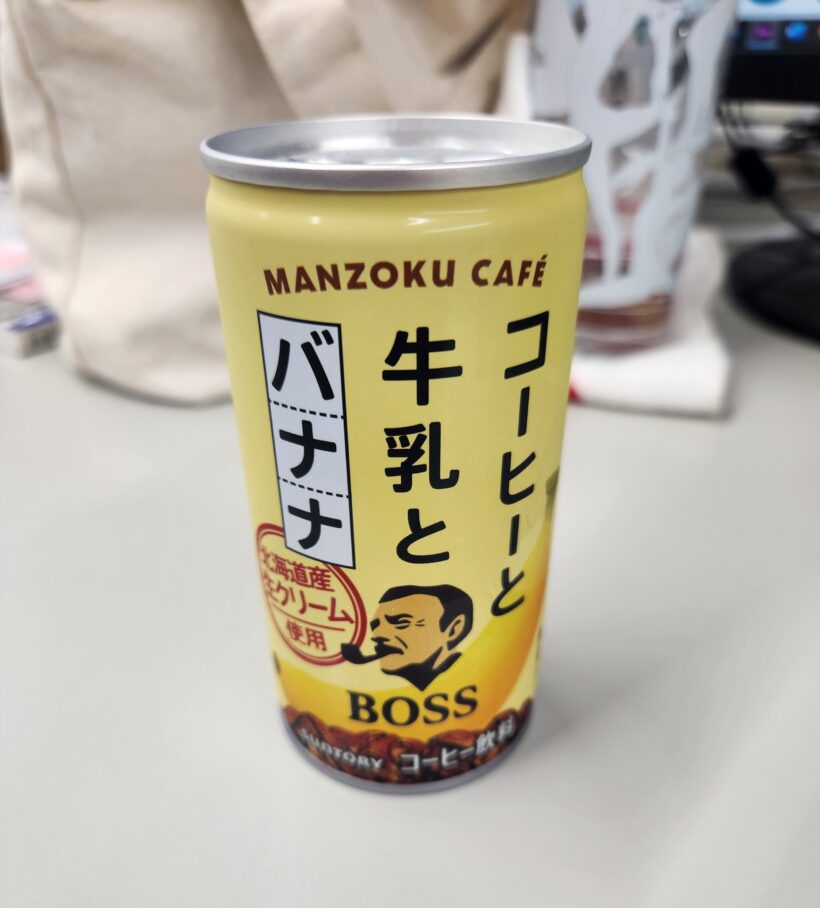 MANZOKU CAFÉ
コーヒーと
牛乳と
バナナ
北海道産
生クリーム
使用
BOSS
SUNTORY コーヒー飲料